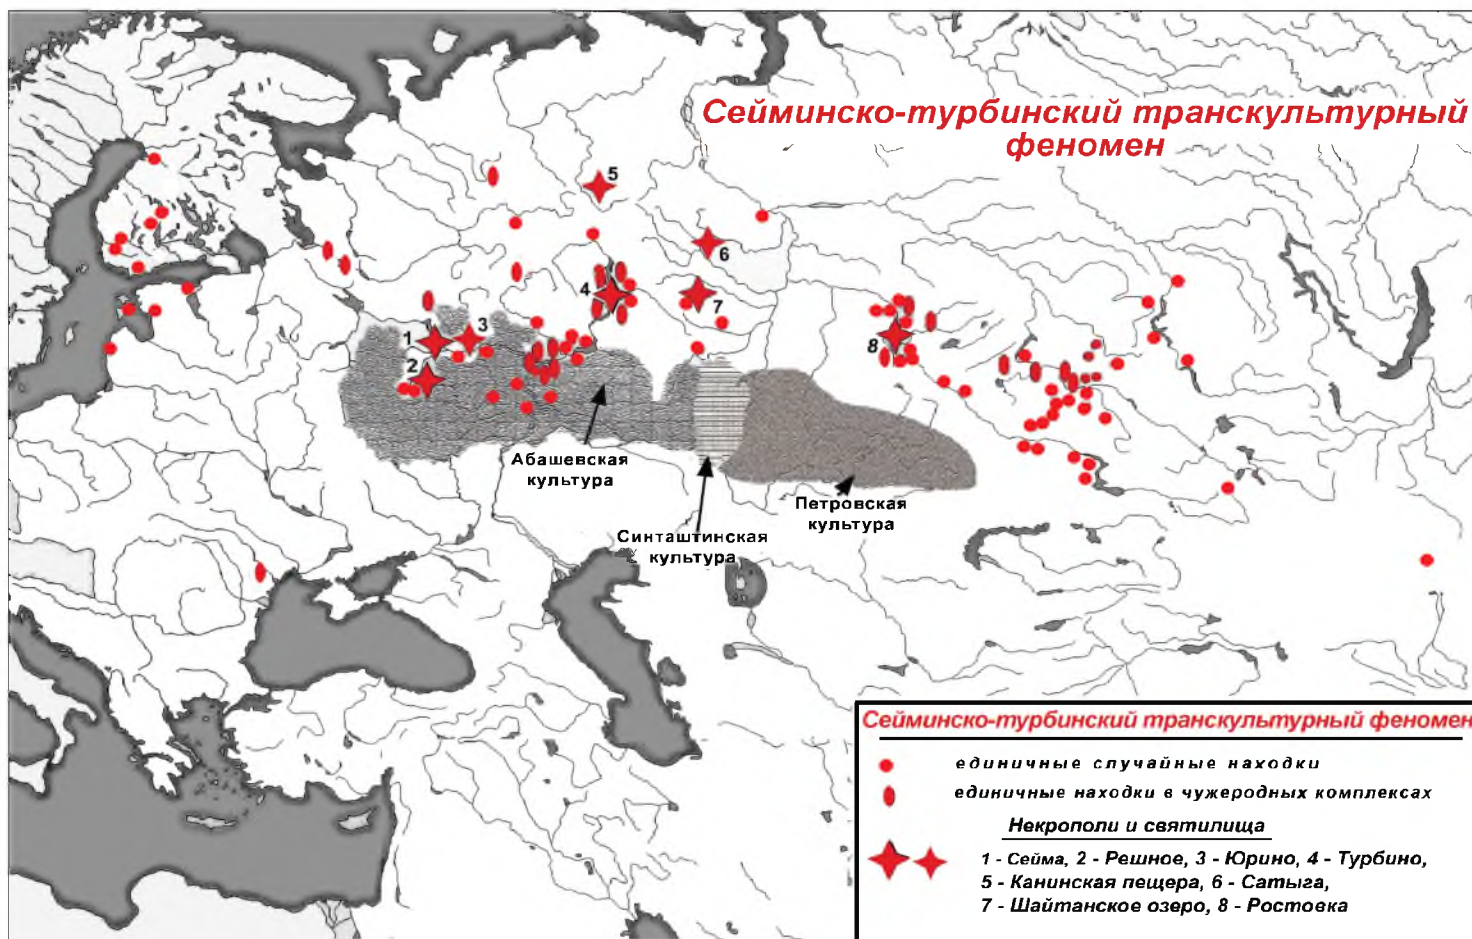 Сейминско-турбинский транскультурный
феномен
5
6
4
7
3
1
2
8
Абашевская
культура
Синташтинская
культура
Петровская
культура
Сейминско-турбинский транскультурный феномен
единичные случайные находки
единичные находки в чужеродных комплексах
Некрополи и святилища
1 - Сейма, 2 - Решное, 3 - Юрино, 4 - Турбино,
5 - Канинская пещера, 6 - Сатыга,
7 - Шайтанское озеро, 8 - Ростовка